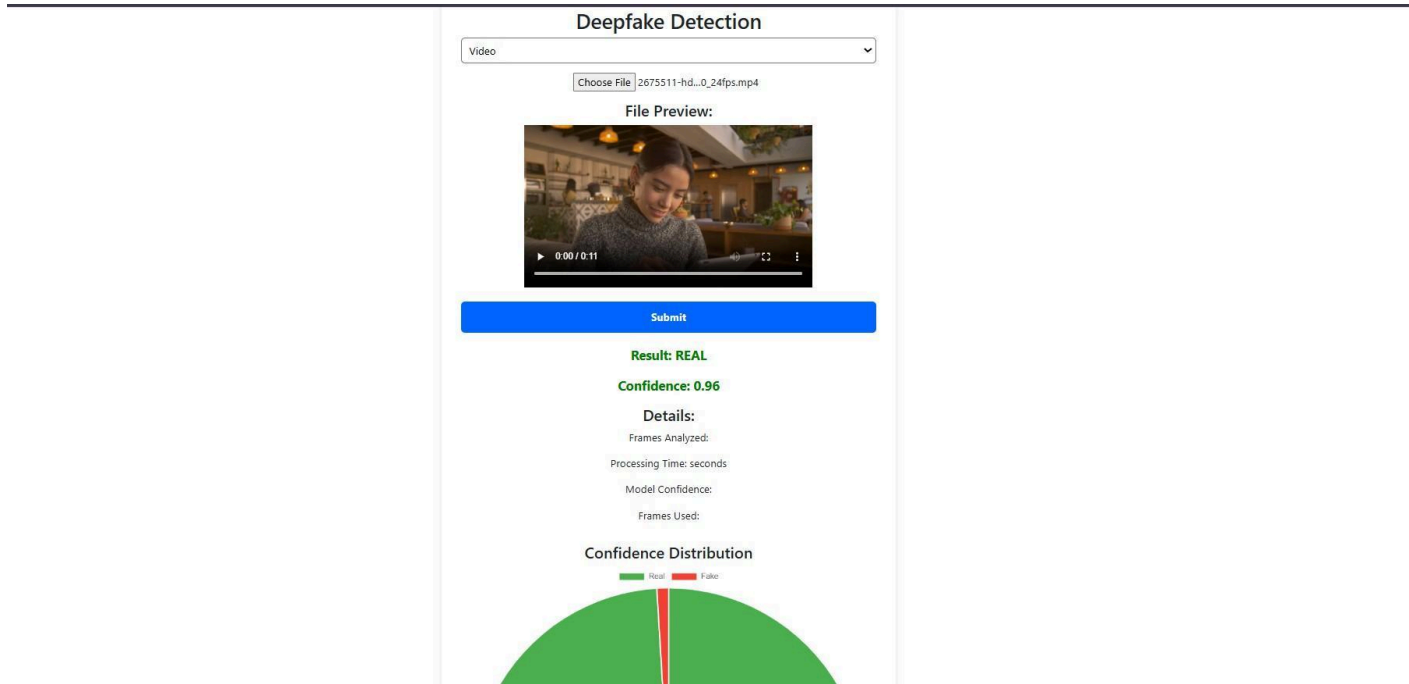 Deepfake Detection
Video
Choose File 2675511-hd...0_24fps.mp4
File Preview:
0:00 / 0:11
Submit
Result: REAL
Confidence: 0.96
Details:
Frames Analyzed:
Processing Time: seconds
Model Confidence:
Frames Used:
Confidence Distribution
Real Fake